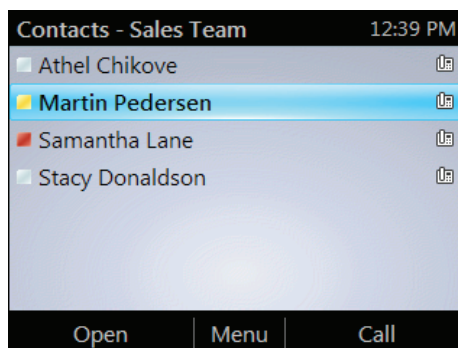 Contacts - Sales Team 12:39 PM
Athel Chikove
Martin Pedersen
Samantha Lane
Stacy Donaldson
Open Menu Call